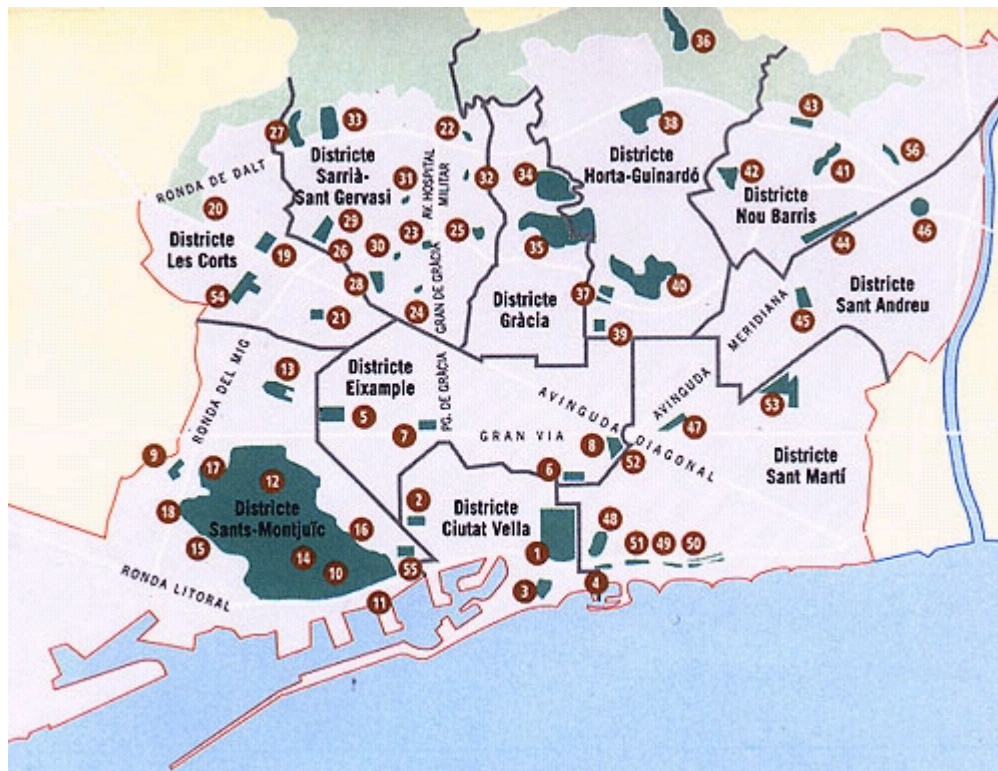 36
43
27
33
22
38
56
Districte
Sarrià-
Sant Gervasi
31
AV. HOSPITAL
MILITAR
32
34
Districte
Horta-Guinardó
42
41
Districte
Nou Barris
RONDA DE DALT
20
29
23
25
35
44
46
Districte
Les Corts
19
26
30
28
GRAN DE GRÀCIA
40
37
54
21
24
Districte
Gràcia
39
MERIDIANA
45
Districte
Sant Andreu
RONDA DEL MIG
13
Districte
Eixample
5
7
PG. DE GRÀCIA
AVINGUDA
DIAGONAL
AVINGUDA
53
47
GRAN VIA
8
52
6
Districte
Sant Martí
9
17
12
18
Districte
Sants-Montjuïc
2
Districte
Ciutat Vella
16
15
14
10
55
1
48
51
49
50
RONDA LITORAL
11
3
4